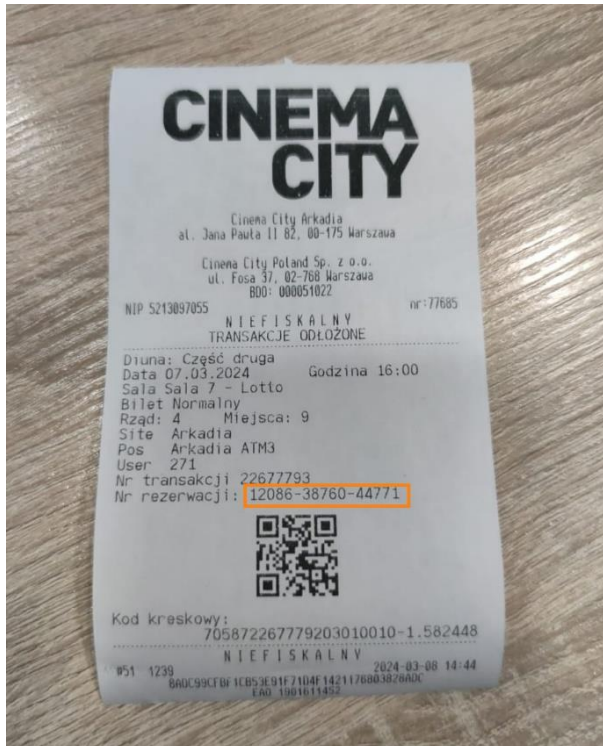 CINEMA
CITY
Cinema City Arkadia
al. Jana Pawła II 82, 00-175 Warszawa
Cinema City Poland Sp. z o.o.
ul. Fosa 37, 02-768 Warszawa
BDO: 000051022
NIP 5213097055 nr:77685
NIEFISKALNY
TRANSAKCJE ODŁOŻONE
Diuna: Część druga
Data 07.03.2024 Godzina 16:00
Sala Sala 7 - Lotto
Bilet Normalny
Rząd: 4 Miejsca: 9
Site Arkadia
Pos Arkadia ATM3
User 271
Nr transakcji 22677793
Nr rezerwacji: 12086-38760-44771
Kod kreskowy:
705872267779203010010-1.582448
NIEFISKALNY
#51 1239 2024-03-08 14:44
EAO 1901611452